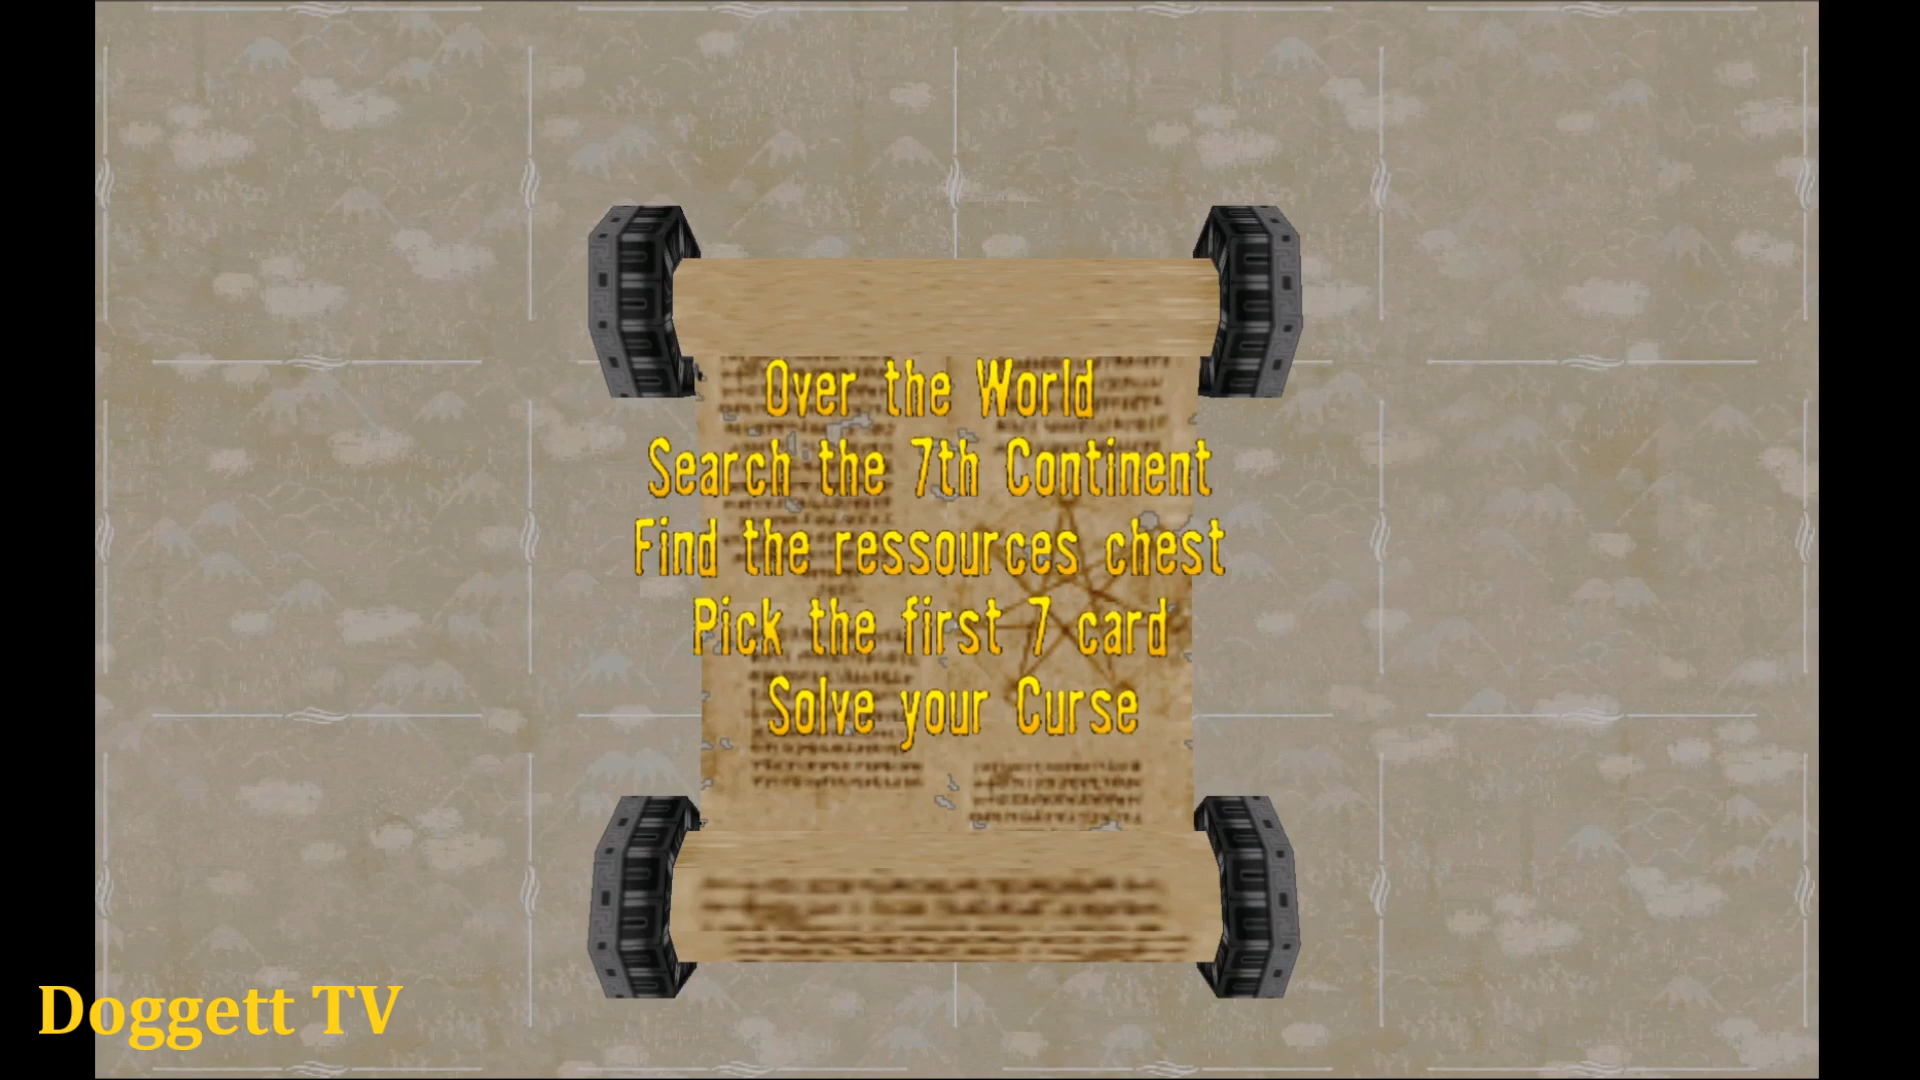 Over the World
Search the 7th Continent
Find the ressources chest
Pick the first 7 card
Solve your Curse
Doggett TV